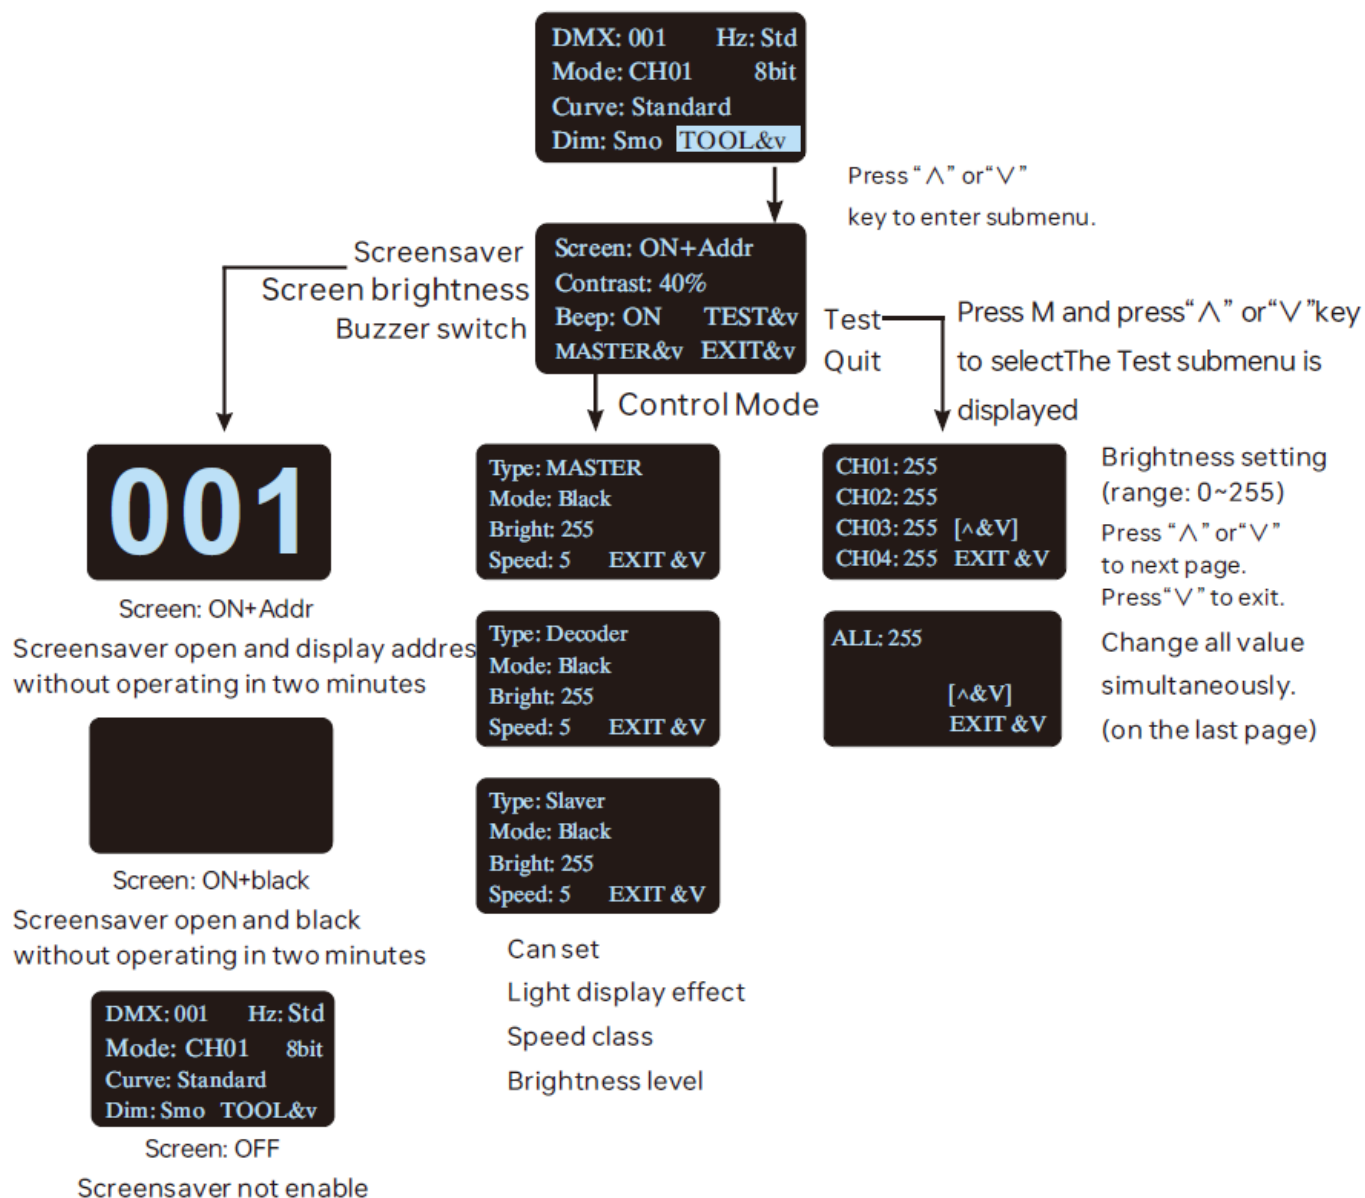 DMX: 001 Hz: Std
Mode: CH01 8bit
Curve: Standard
Dim: Smo TOOL&v
Press “∧” or“∨”
key to enter submenu.
Screensaver
Screen brightness
Buzzer switch
Screen: ON+Addr
Contrast: 40%
Beep: ON TEST&v
MASTER&v EXIT&v
Test
Quit
Press M and press“∧” or“∨”key
to selectThe Test submenu is
displayed
Control Mode
001
Screen: ON+Addr
Screensaver open and display addres
without operating in two minutes
Screen: ON+black
Screensaver open and black
without operating in two minutes
DMX: 001 Hz: Std
Mode: CH01 8bit
Curve: Standard
Dim: Smo TOOL&v
Screen: OFF
Screensaver not enable
Type: MASTER
Mode: Black
Bright: 255
Speed: 5 EXIT &V
Type: Decoder
Mode: Black
Bright: 255
Speed: 5 EXIT &V
Type: Slaver
Mode: Black
Bright: 255
Speed: 5 EXIT &V
Can set
Light display effect
Speed class
Brightness level
CH01: 255
CH02: 255
CH03: 255 [∧&V]
CH04: 255 EXIT &V
Brightness setting
(range: 0~255)
Press “∧” or“∨”
to next page.
Press“∨” to exit.
ALL: 255
[∧&V]
EXIT &V
Change all value
simultaneously.
(on the last page)